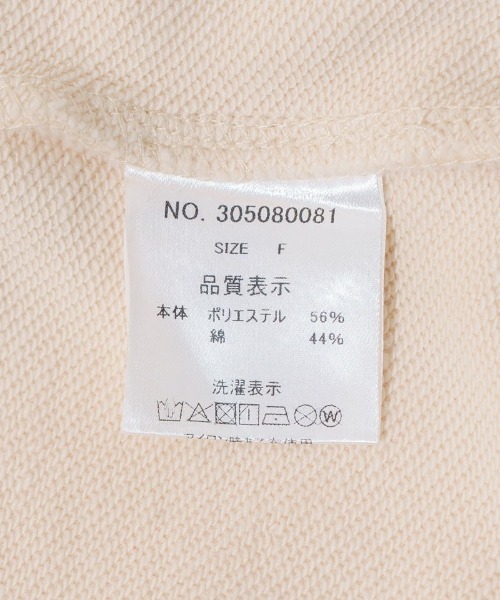 NO. 305080081
SIZE F
品質表示
本体 ポリエステル 56%
綿 44%
洗濯表示
W